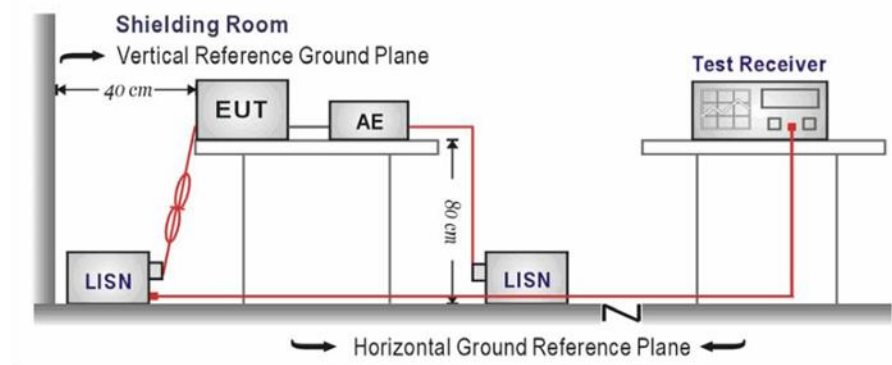 Shielding Room
Vertical Reference Ground Plane
40 cm
EUT
AE
Test Receiver
80 cm
LISN
LISN
Horizontal Ground Reference Plane